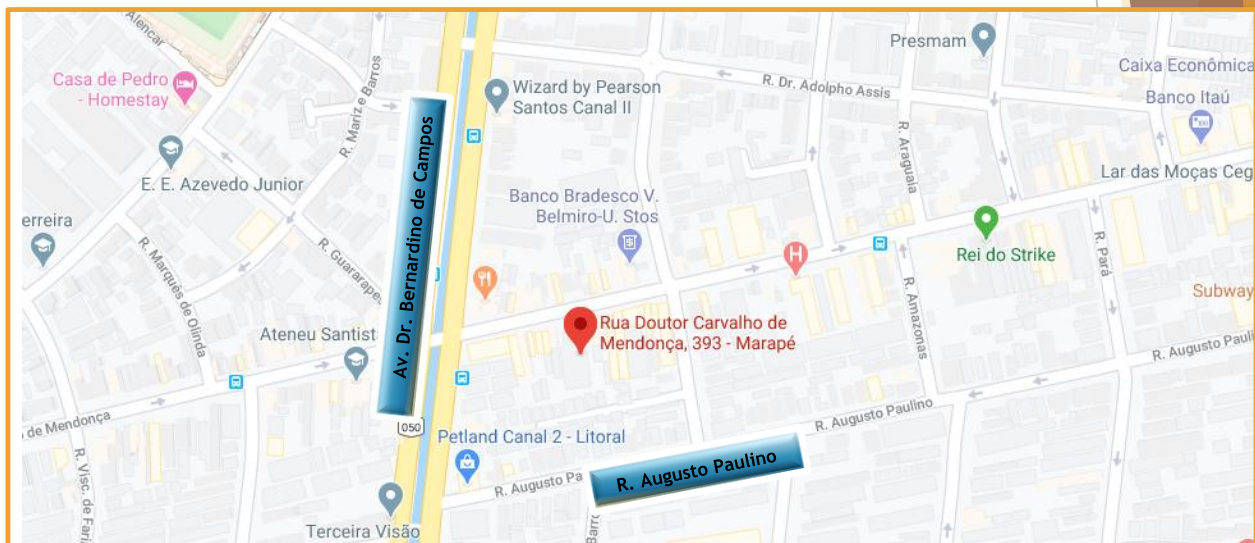 Alencar
Presmam
Casa de Pedro
- Homestay
R. Mariz e Barros
Wizard by Pearson
Santos Canal II
R. Dr. Adolpho Assis
Caixa Econômica
Banco Itaú
R. Araguaia
E. E. Azevedo Junior
Av. Dr. Bernardino de Campos
Banco Bradesco V.
Belmiro-U. Stos
Lar das Moças Ceg
erreira
R. Marquês de Olinda
R. Guararapes
H
Rei do Strike
R. Pará
R. Amazonas
Subway
Ateneu Santist
Rua Doutor Carvalho de
Mendonça, 393 - Marapé
R. Augusto Pauli
de Mendonça
R. Visc. de Faria
050
Petland Canal 2 - Litoral
R. Augusto Paulino
R. Augusto Paulino
R. Augusto Pa
Barro
Terceira Visão